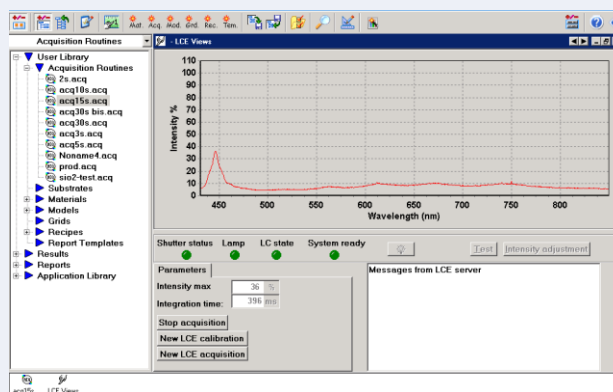 Mat. Acq. Mod. Grd. Rec. Tem.
Acquisition Routines
- LCE Views
User Library
Acquisition Routines
2s.acq
acq10s.acq
acq15s.acq
acq30s bis.acq
acq30s.acq
acq3s.acq
acq5s.acq
Noname4.acq
prod.acq
sio2-test.acq
Substrates
Materials
Models
Grids
Recipes
Report Templates
Results
Reports
Application Library
Intensity %
110
100
90
80
70
60
50
40
30
20
10
0
450 500 550 600 650 700 750 800
Wavelength (nm)
Shutter status Lamp LC state System ready
Test Intensity adjustment
Parameters
Intensity max 36 %
Integration time: 396 ms
Stop acquisition
New LCE calibration
New LCE acquisition
Messages from LCE server
acq15s LCE Views